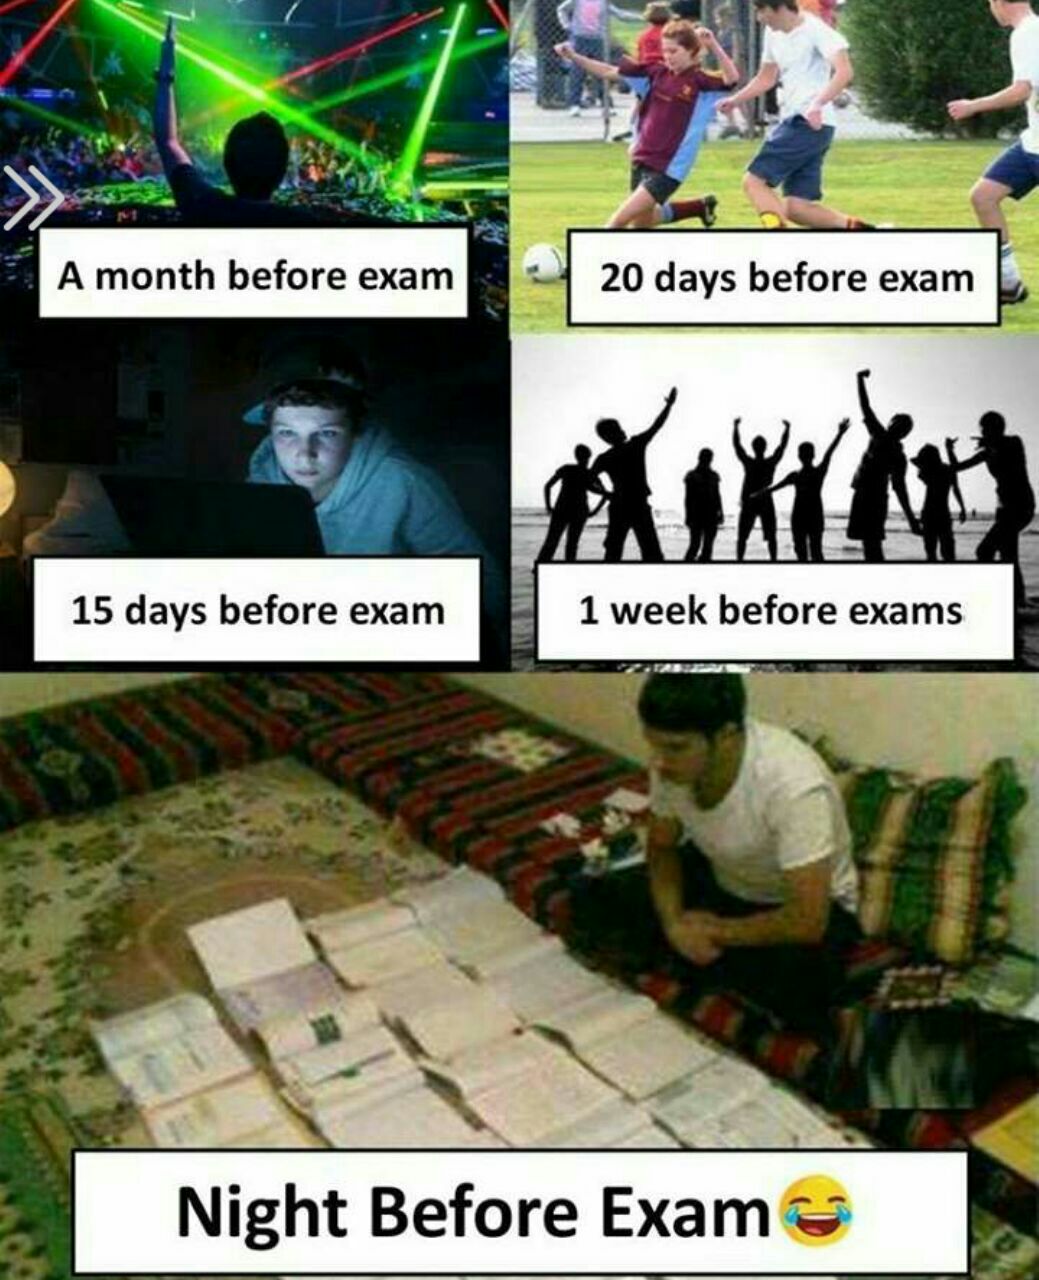 A month before exam
20 days before exam
15 days before exam
1 week before exams
Night Before Exam😂